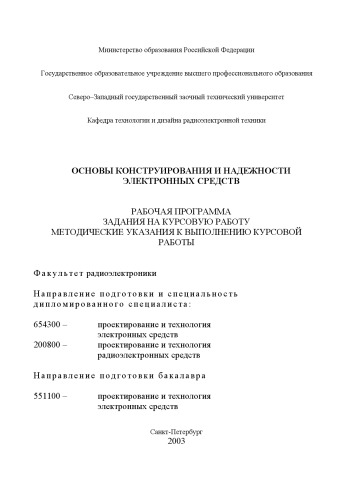 Министерство образования Российской Федерации
Государственное образовательное учреждение высшего профессионального образования
Северо–Западный государственный заочный технический университет
Кафедра технологии и дизайна радиоэлектронной техники
ОСНОВЫ КОНСТРУИРОВАНИЯ И НАДЕЖНОСТИ
ЭЛЕКТРОННЫХ СРЕДСТВ
РАБОЧАЯ ПРОГРАММА
ЗАДАНИЯ НА КУРСОВУЮ РАБОТУ
МЕТОДИЧЕСКИЕ УКАЗАНИЯ К ВЫПОЛНЕНИЮ КУРСОВОЙ
РАБОТЫ
Факультет радиоэлектроники
Направление подготовки и специальность
дипломированного специалиста:
654300 – проектирование и технология
электронных средств
200800 – проектирование и технология
радиоэлектронных средств
Направление подготовки бакалавра
551100 – проектирование и технология
электронных средств
Санкт-Петербург
2003